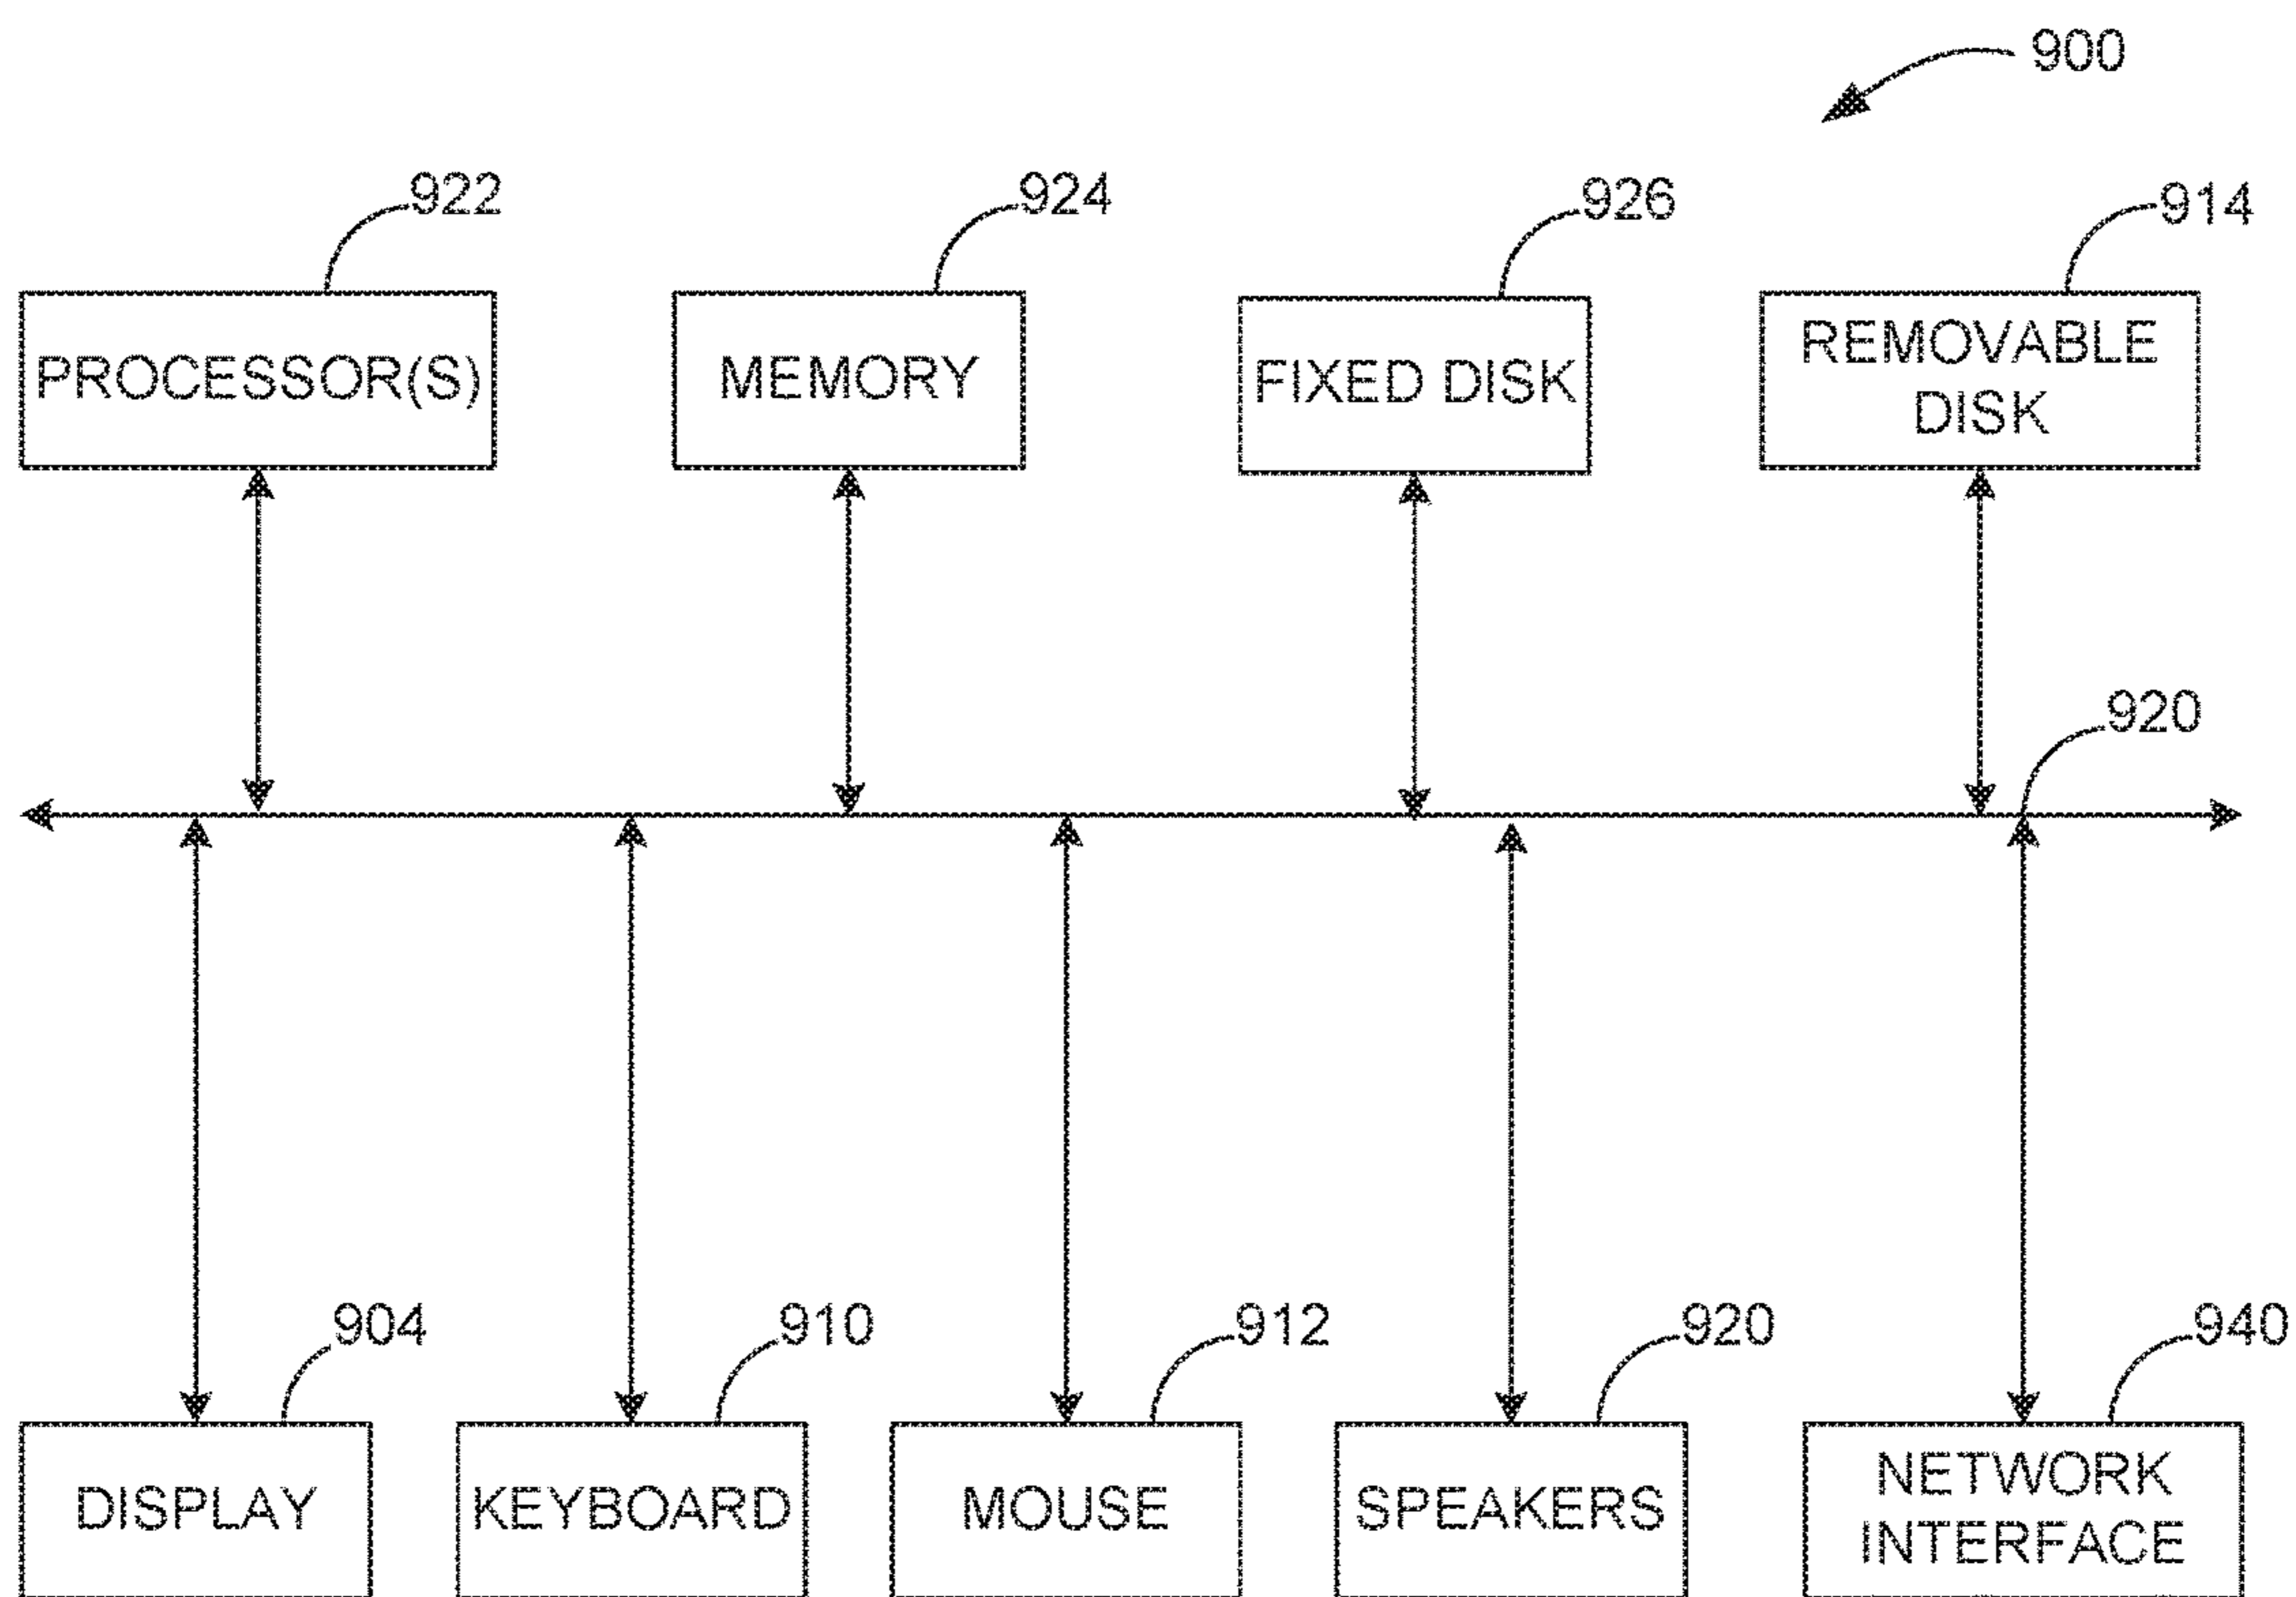 900
922
924
926
914
PROCESSOR(S)
MEMORY
FIXED DISK
REMOVABLE
DISK
920
904
910
912
920
940
DISPLAY
KEYBOARD
MOUSE
SPEAKERS
NETWORK
INTERFACE